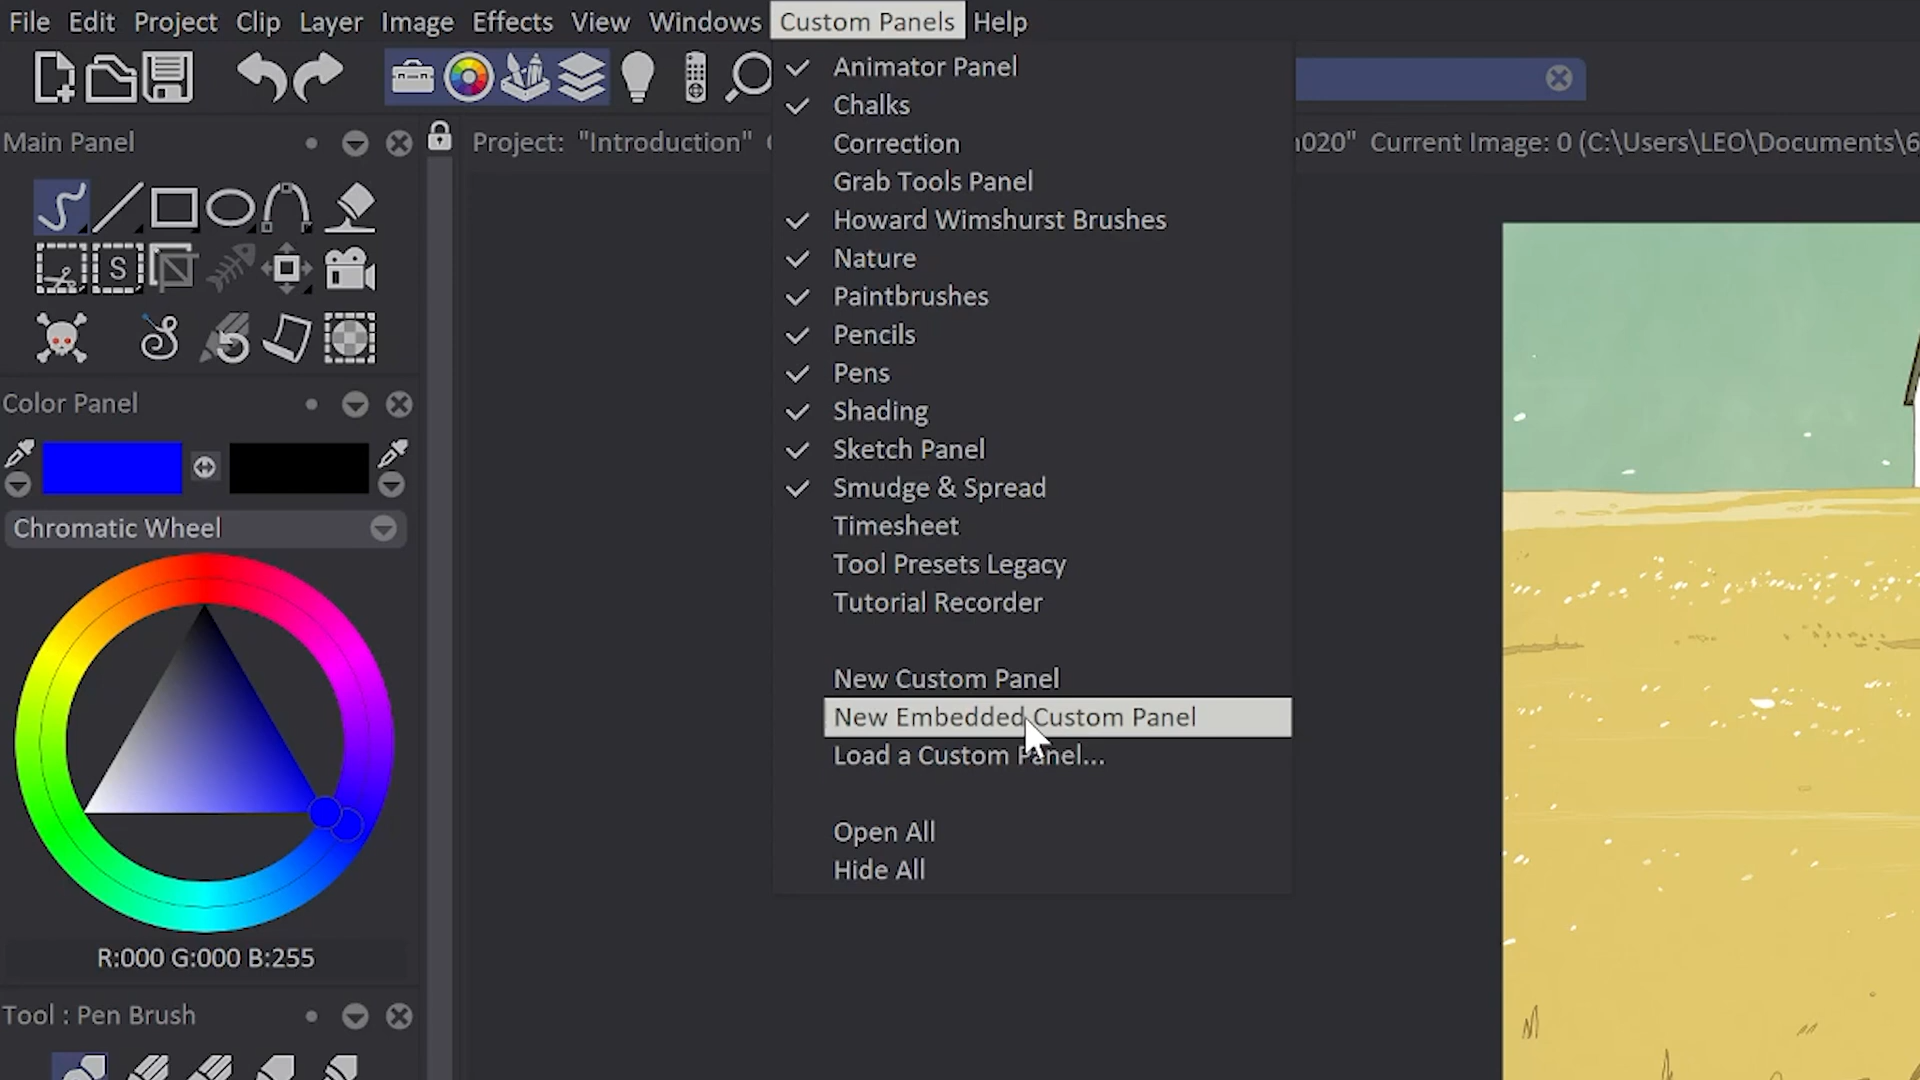 File Edit Project Clip Layer Image Effects View Windows Custom Panels Help
Main Panel
Project: "Introduction"
020" Current Image: 0 (C:\Users\LEO\Documents\6
S
Color Panel
Chromatic Wheel
R:000 G:000 B:255
Tool : Pen Brush
Animator Panel
Chalks
Correction
Grab Tools Panel
Howard Wimshurst Brushes
Nature
Paintbrushes
Pencils
Pens
Shading
Sketch Panel
Smudge & Spread
Timesheet
Tool Presets Legacy
Tutorial Recorder
New Custom Panel
New Embedded Custom Panel
Load a Custom Panel...
Open All
Hide All